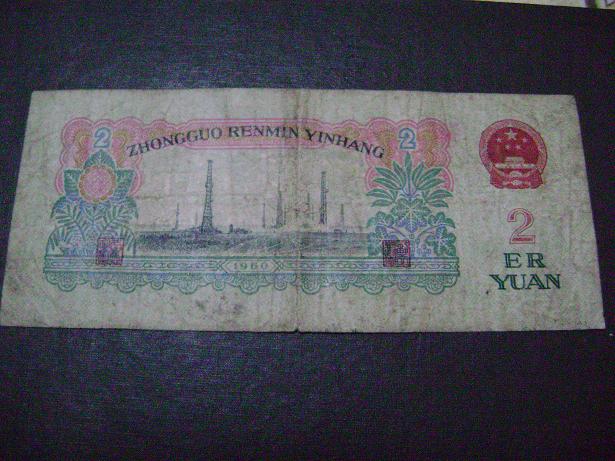 2
ZHONGGUO RENMIN YINHANG
2
1960
2
ER
YUAN